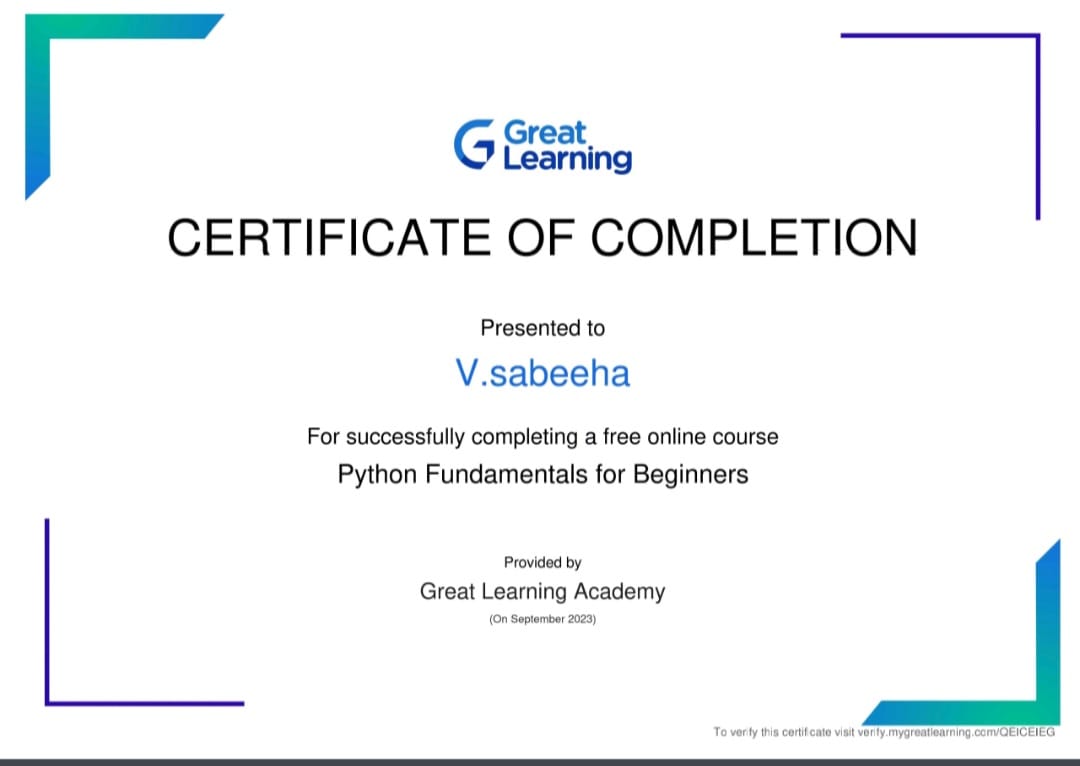 Great
Learning
CERTIFICATE OF COMPLETION
Presented to
V.sabeeha
For successfully completing a free online course
Python Fundamentals for Beginners
Provided by
Great Learning Academy
(On September 2023)
To verify this certificate visit verify.mygreatlearning.com/QEICEIEG